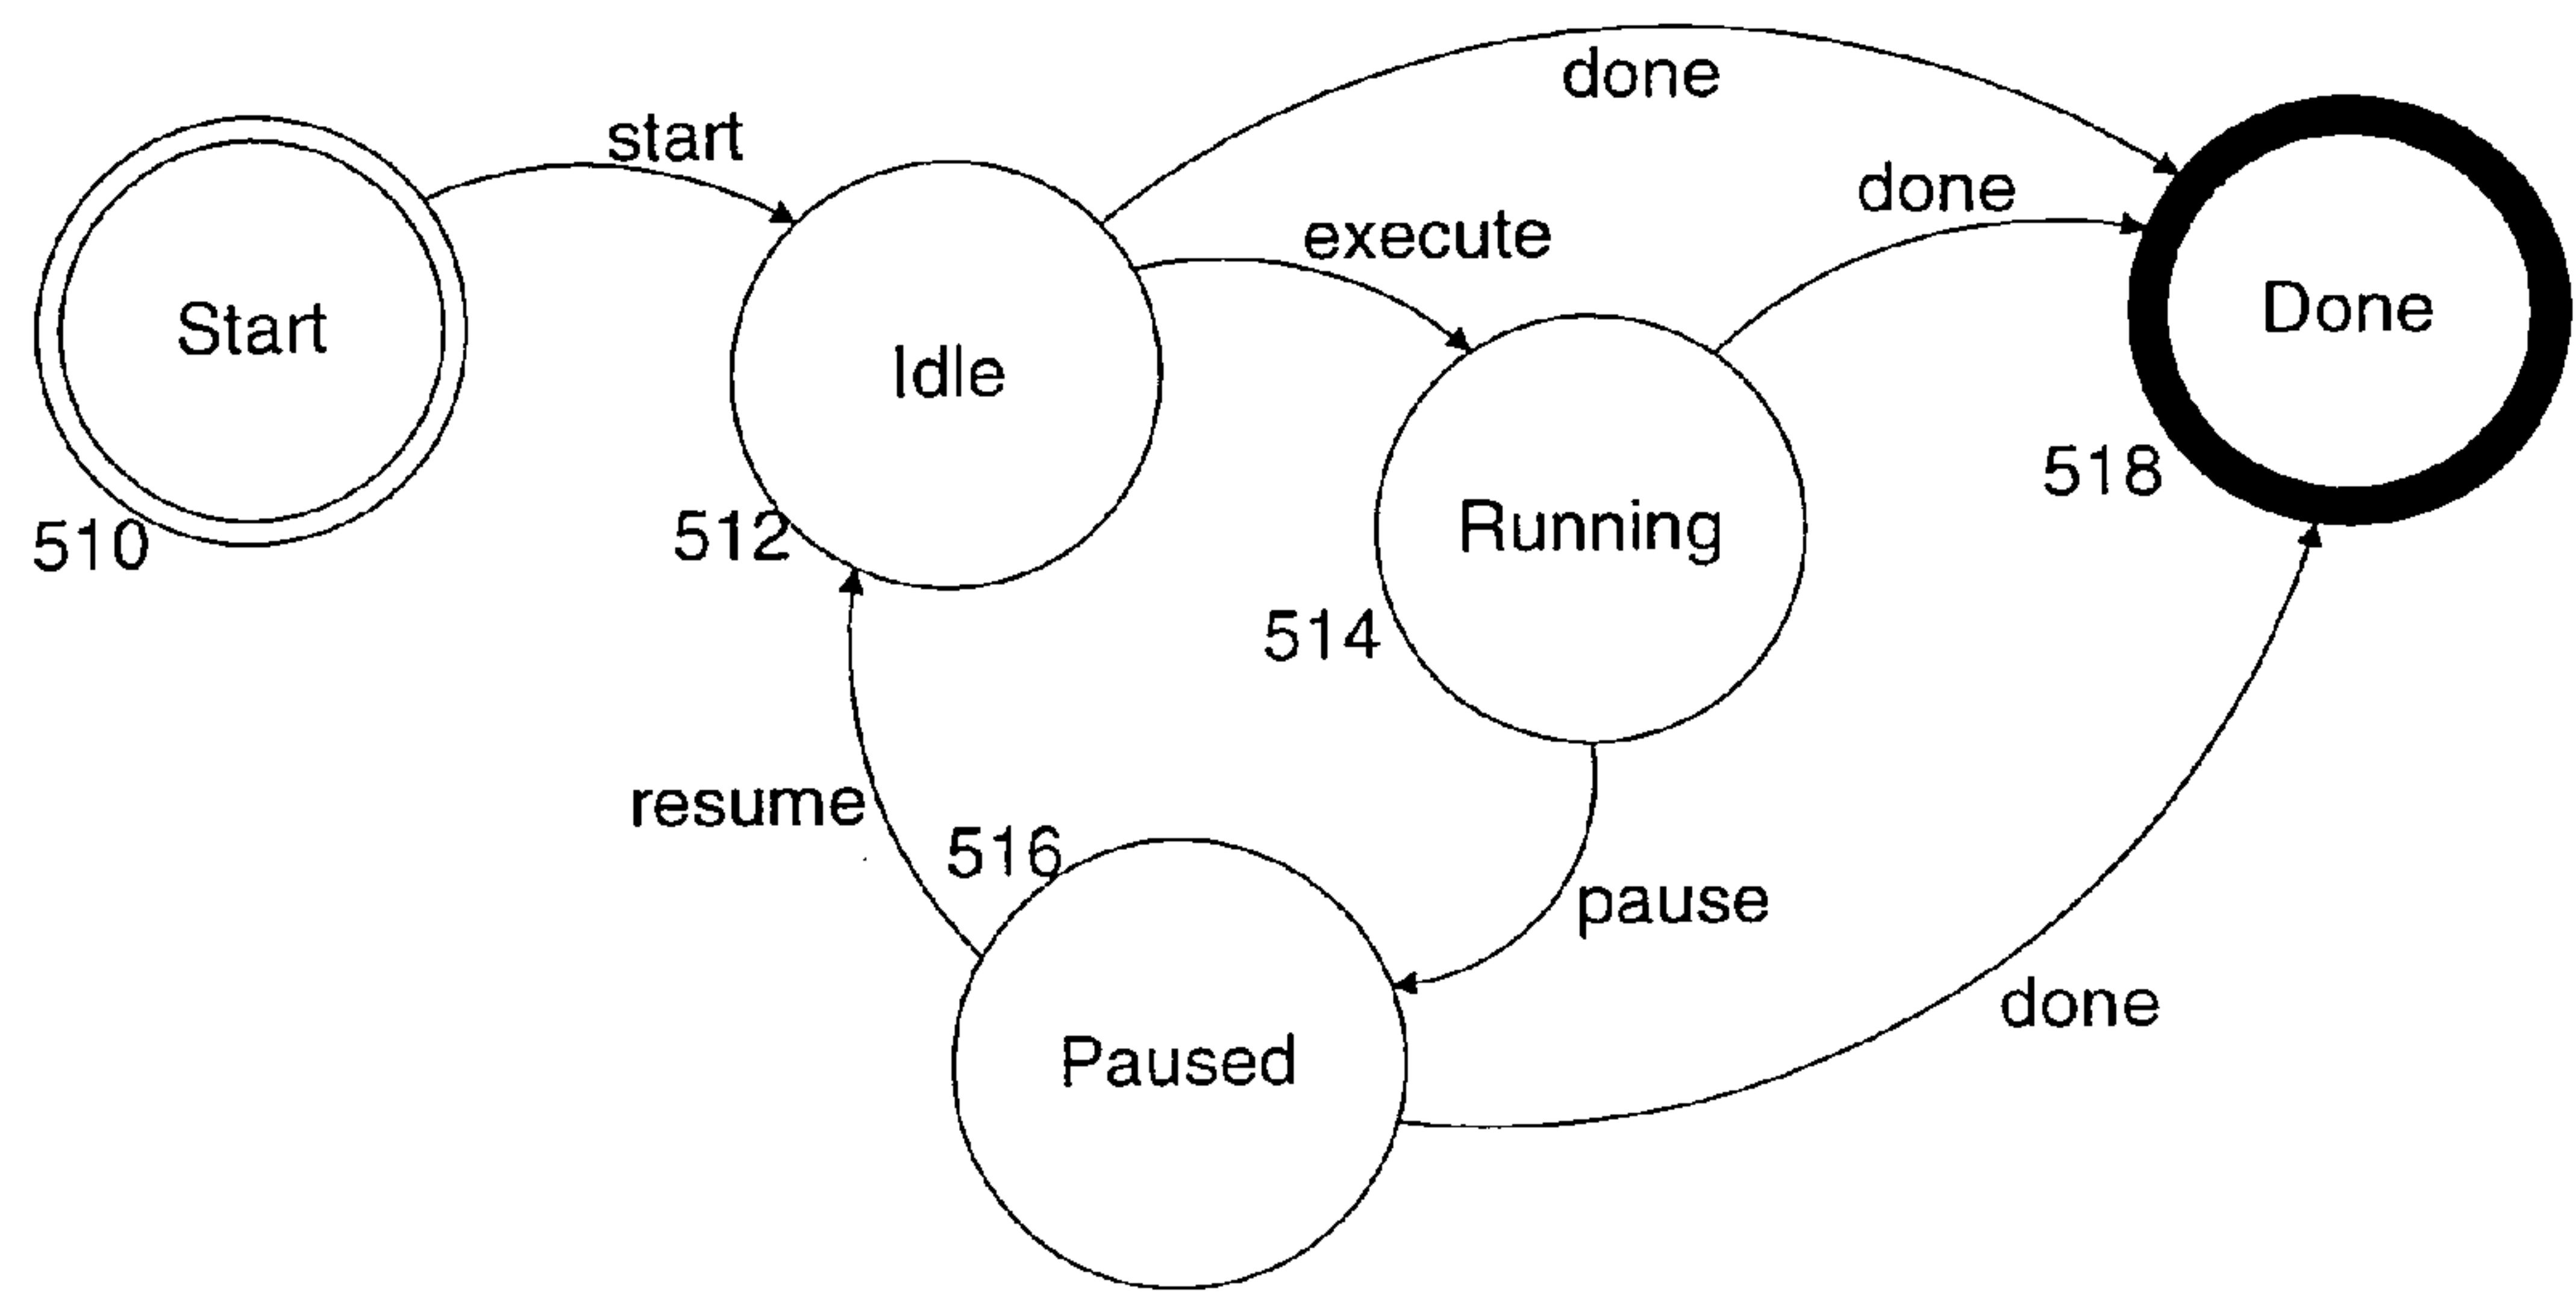 done
start
done
execute
Start
Idle
Done
510
512
518
Running
514
resume
516
pause
Paused
done